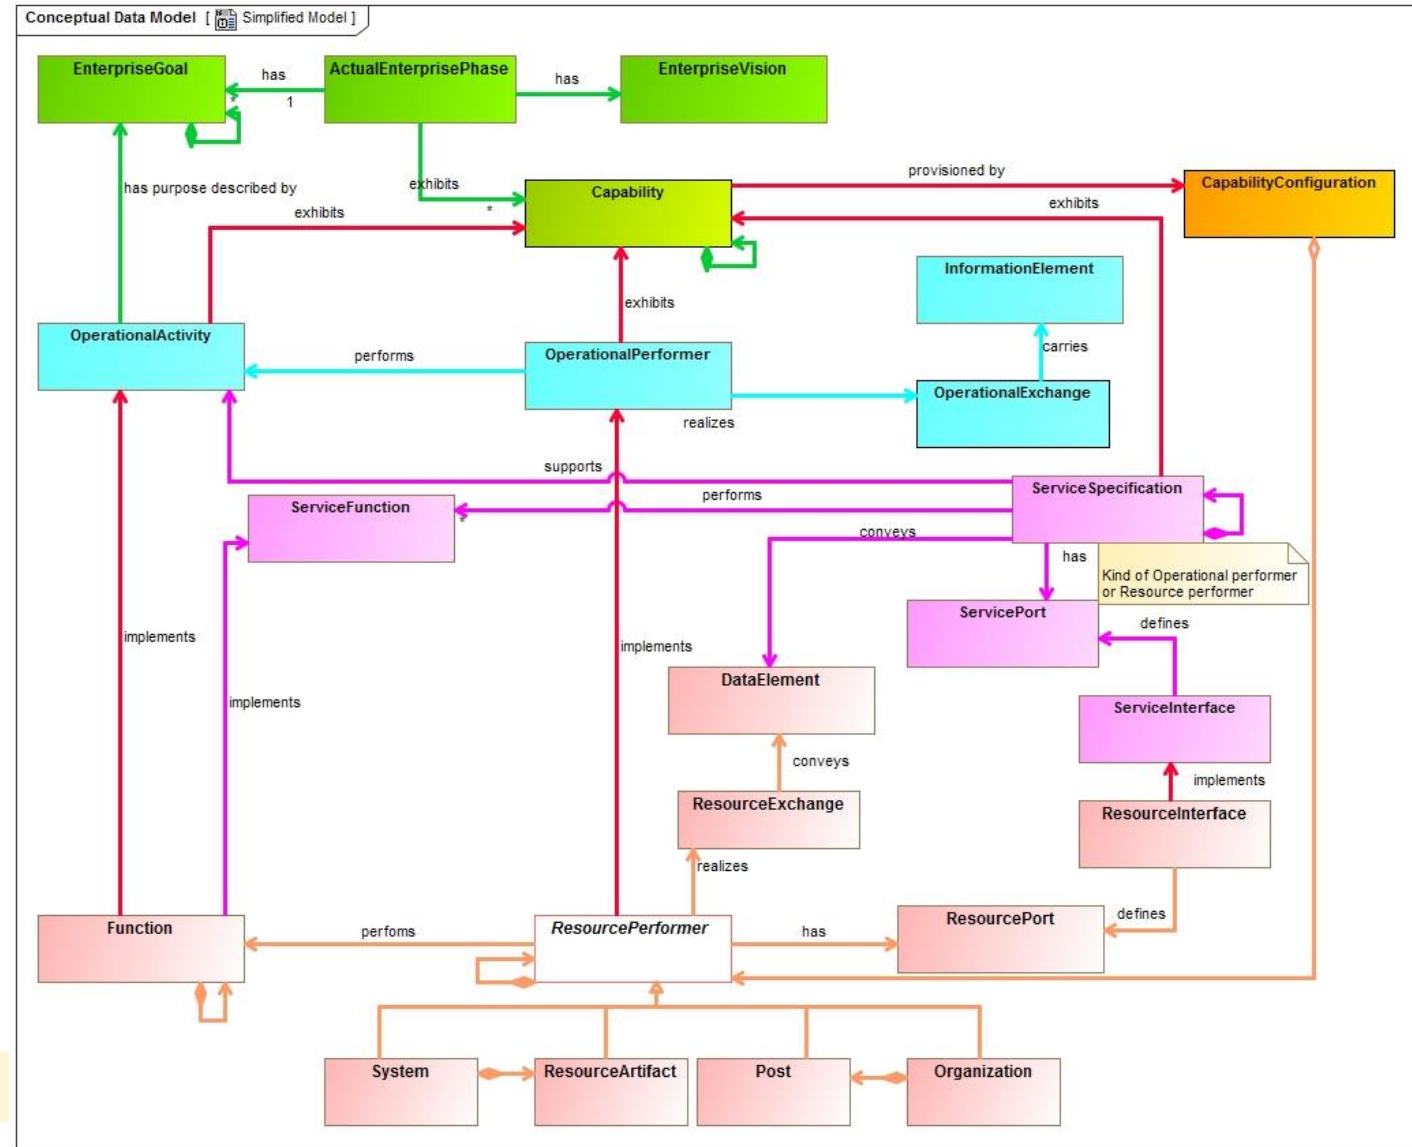 Conceptual Data Model [ Simplified Model ]
EnterpriseGoal
has
1
*
ActualEnterprisePhase
has
EnterpriseVision
has purpose described by
exhibits
*
exhibits
Capability
provisioned by
CapabilityConfiguration
exhibits
InformationElement
exhibits
carries
OperationalActivity
performs
OperationalPerformer
realizes
OperationalExchange
supports
ServiceSpecification
performs
ServiceFunction
*
conveys
has
Kind of Operational performer
or Resource performer
ServicePort
defines
implements
implements
implements
DataElement
ServiceInterface
conveys
implements
ResourceExchange
ResourceInterface
realizes
Function
perfoms
ResourcePerformer
has
ResourcePort
defines
System
ResourceArtifact
Post
Organization